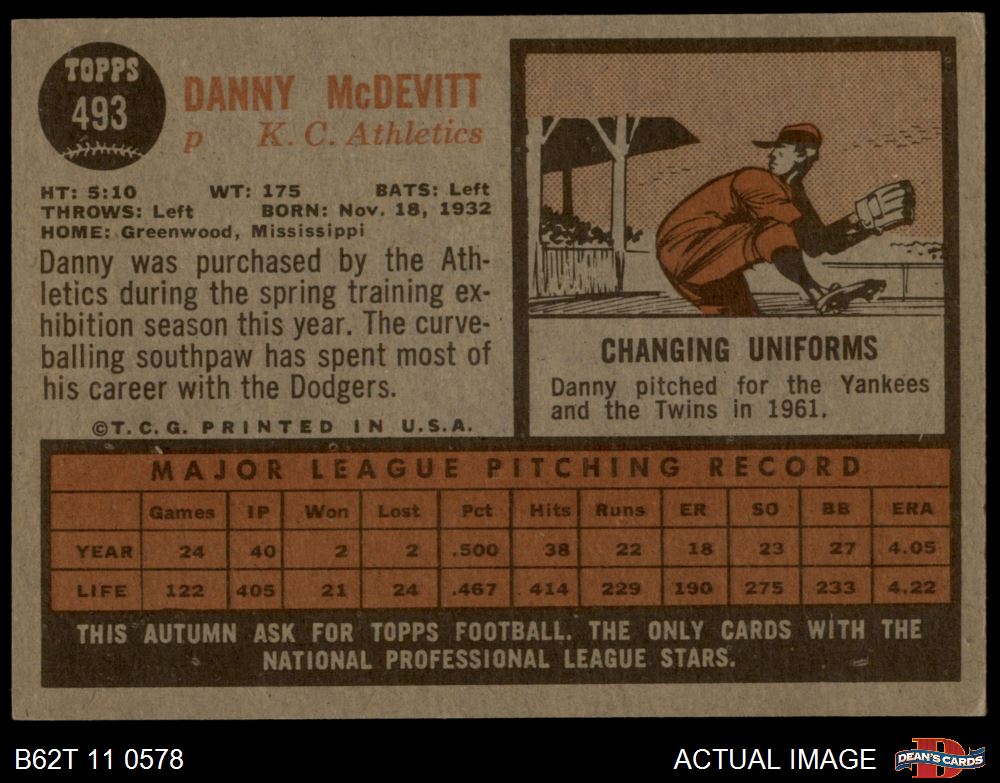 TOPPS
493
DANNY McDEVITT
p K. C. Athletics
HT: 5:10 WT: 175 BATS: Left
THROWS: Left BORN: Nov. 18, 1932
HOME: Greenwood, Mississippi
Danny was purchased by the Ath-
letics during the spring training ex-
hibition season this year. The curve-
balling southpaw has spent most of
his career with the Dodgers.
©T. C. G. PRINTED IN U.S.A.
CHANGING UNIFORMS
Danny pitched for the Yankees
and the Twins in 1961.
MAJOR LEAGUE PITCHING RECORD
Games IP Won Lost Pct Hits Runs ER SO BB ERA
YEAR 24 40 2 2 .500 38 22 18 23 27 4.05
LIFE 122 405 21 24 .467 414 229 190 275 233 4.22
THIS AUTUMN ASK FOR TOPPS FOOTBALL. THE ONLY CARDS WITH THE
NATIONAL PROFESSIONAL LEAGUE STARS.
B62T 11 0578
ACTUAL IMAGE
D
DEAN'S CARDS